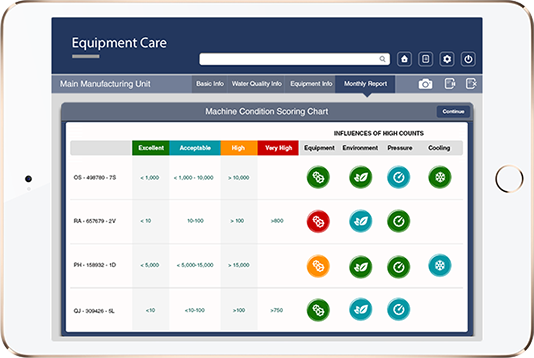 Equipment Care
Main Manufacturing Unit
Basic Info
Water Quality Info
Equipment Info
Monthly Report
Machine Condition Scoring Chart
Continue
INFLUENCES OF HIGH COUNTS
Excellent Acceptable High Very High Equipment Environment Pressure Cooling
OS - 498780 - 7S < 1,000 < 1,000 - 10,000 > 10,000
RA - 657679 - 2V < 10 10-100 > 100 >800
PH - 158932 - 1D < 5,000 < 5,000-15,000 > 15,000
QJ - 309426 - 5L <10 <10-100 >100 >750